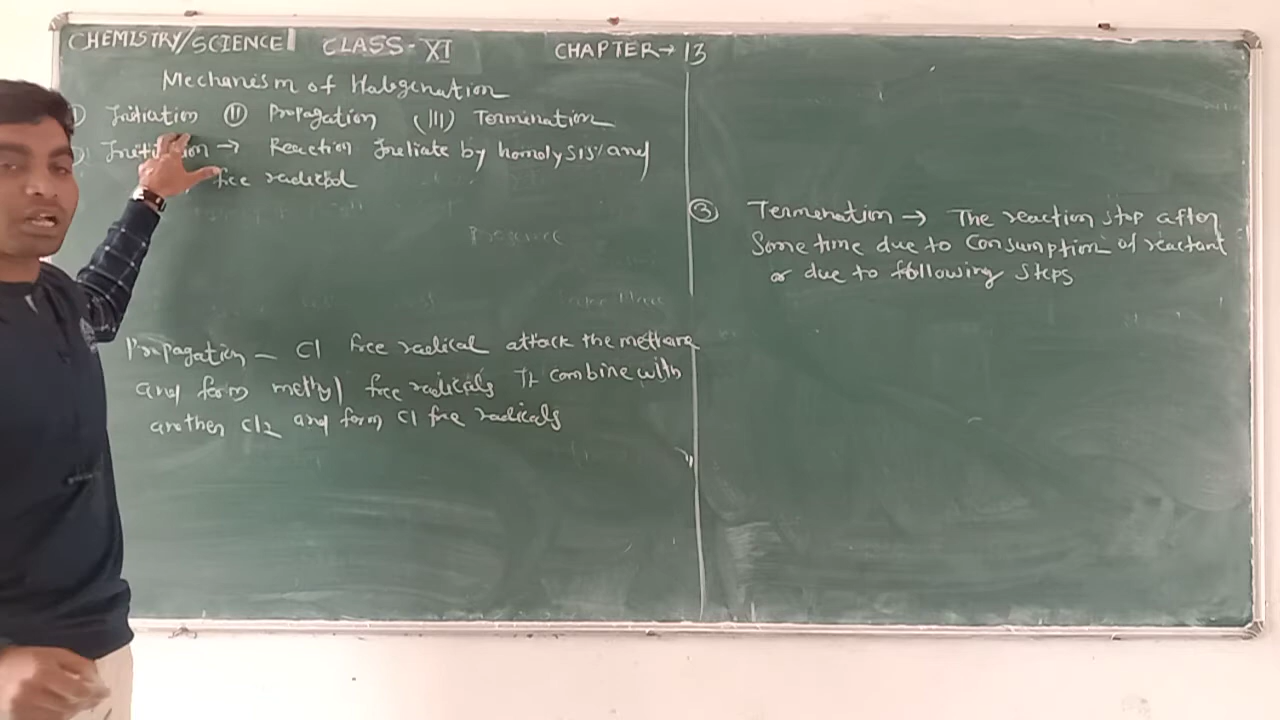 CHEMISTRY/SCIENCE CLASS-XI CHAPTER→13
Mechanism of Halogenation
① Initiation (II) Propagation (III) Termination
→ Reaction Ineliate by homolysis and
free radical
Propagation – Cl free radical attack the methane
and form methyl free radicals It combine with
another Cl2 and form Cl free radicals
③ Termenation → The reaction stop after
Some time due to Consumption of reactant
or due to following Steps